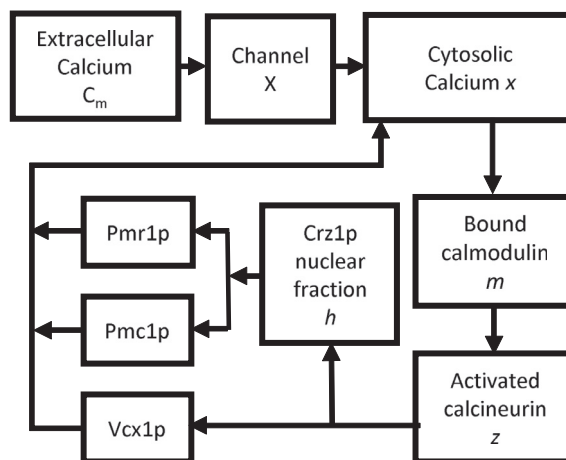 Extracellular
Calcium
Cₘ
Channel
X
Cytosolic
Calcium x
Pmr1p
Crz1p
nuclear
fraction
h
Bound
calmodulin
m
Pmc1p
Vcx1p
Activated
calcineurin
z